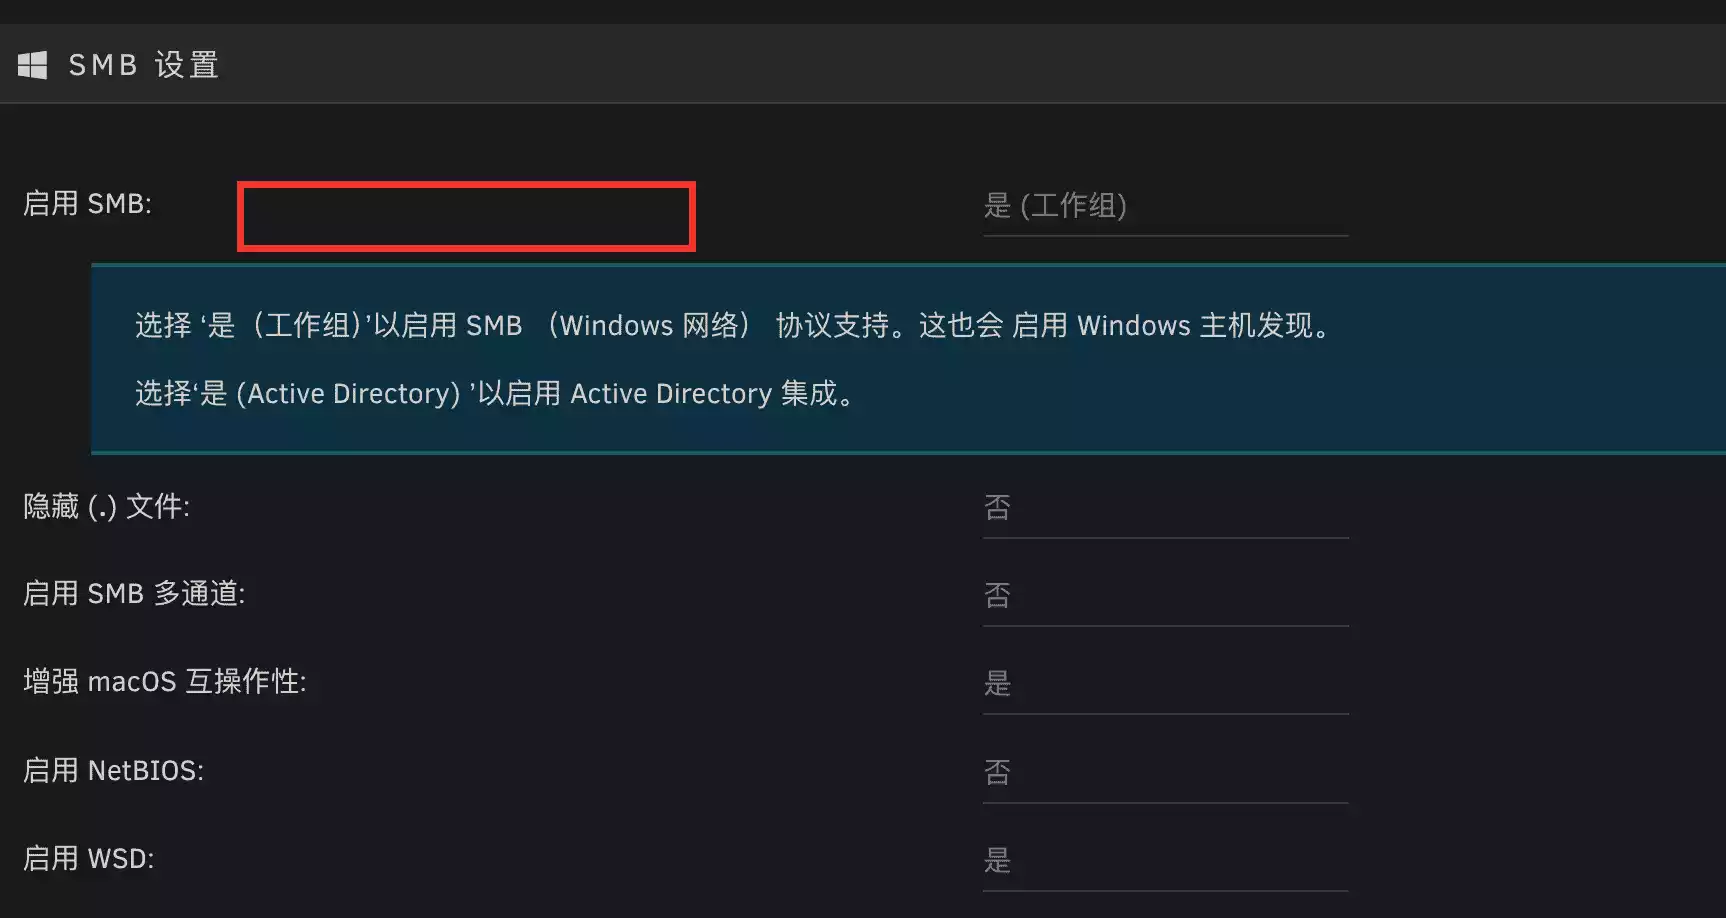 SMB 设置
启用 SMB:
是 (工作组)
选择 ‘是（工作组）’以启用 SMB （Windows 网络） 协议支持。这也会 启用 Windows 主机发现。
选择‘是 (Active Directory) ’以启用 Active Directory 集成。
隐藏 (.) 文件:
否
启用 SMB 多通道:
否
增强 macOS 互操作性:
是
启用 NetBIOS:
否
启用 WSD:
是